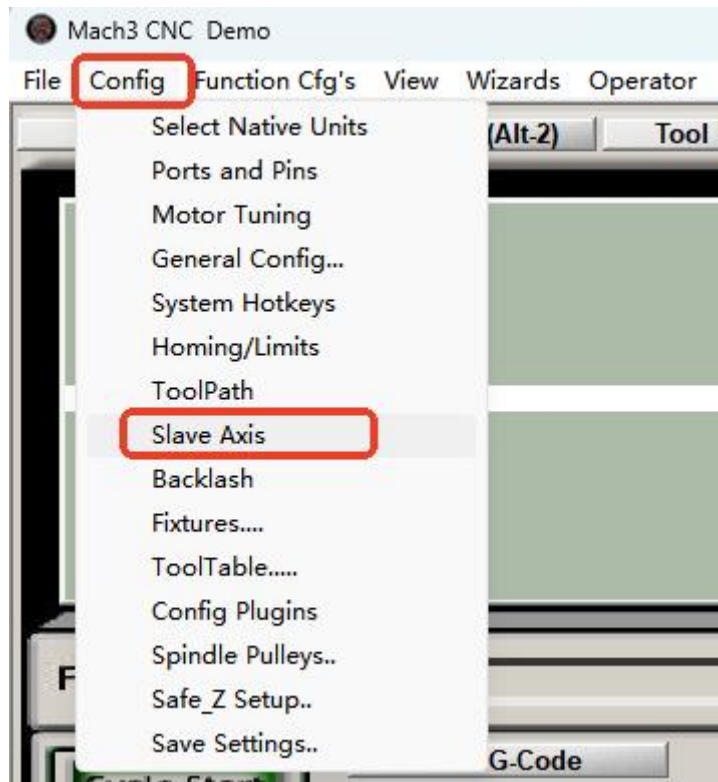 Mach3 CNC Demo
File Config Function Cfg's View Wizards Operator
(Alt-2) Tool
Select Native Units
Ports and Pins
Motor Tuning
General Config...
System Hotkeys
Homing/Limits
ToolPath
Slave Axis
Backlash
Fixtures....
ToolTable.....
Config Plugins
Spindle Pulleys..
Safe_Z Setup..
F
Save Settings..
G-Code
Cycle Start